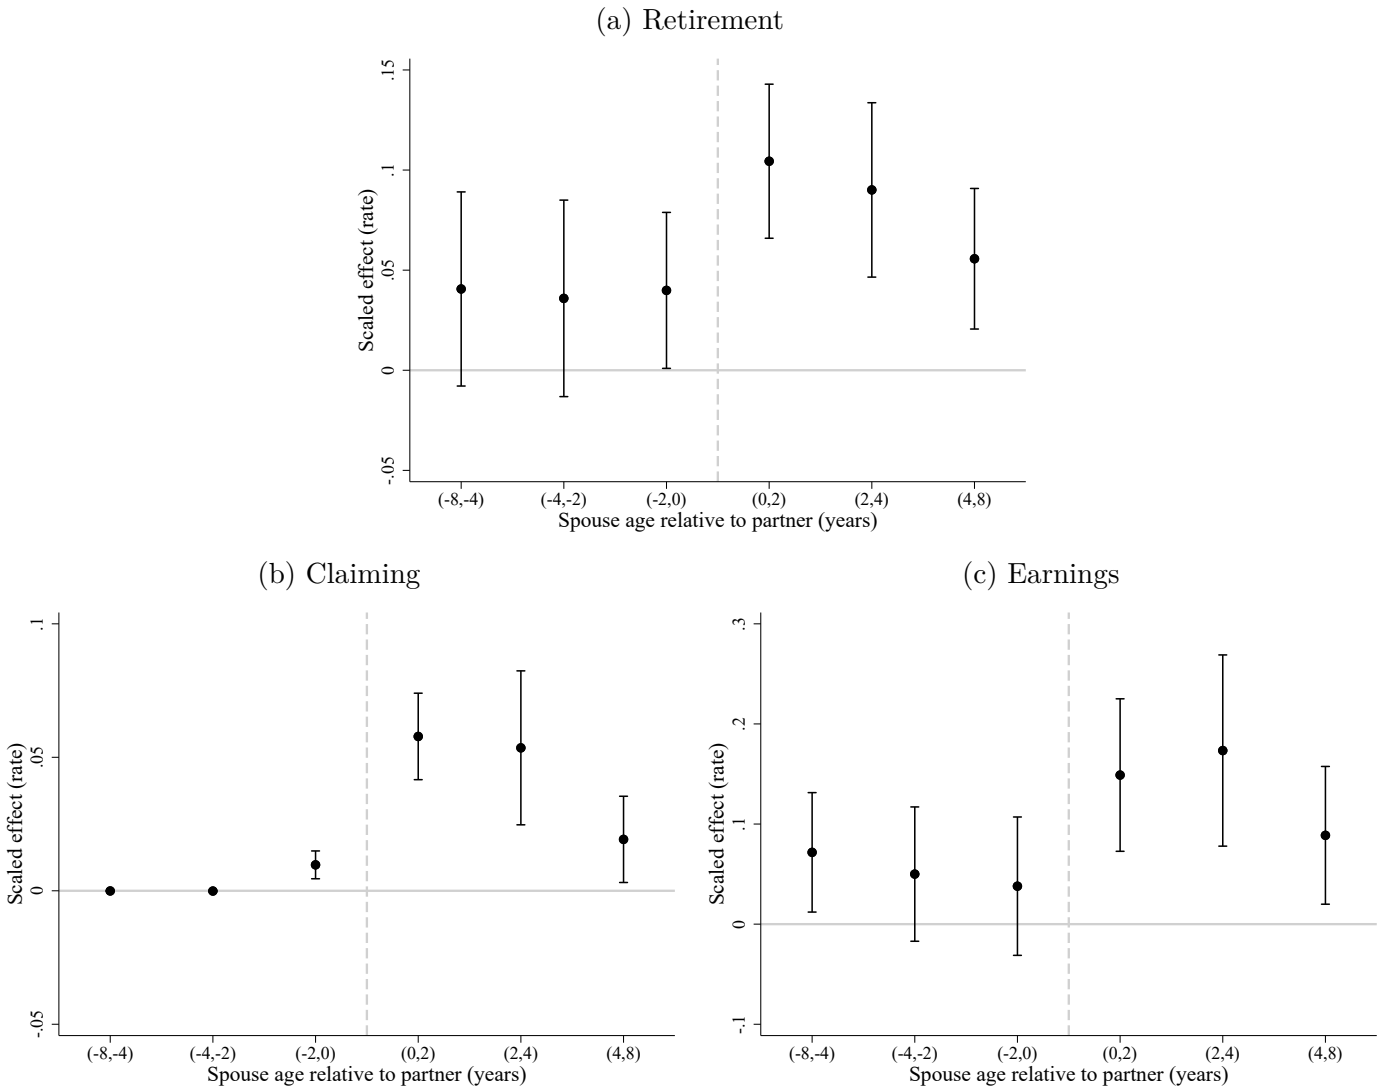 (a) Retirement
.15
.1
.05
0
-.05
Scaled effect (rate)
(-8,-4) (-4,-2) (-2,0) (0,2) (2,4) (4,8)
Spouse age relative to partner (years)
(b) Claiming
.1
.05
0
-.05
Scaled effect (rate)
(-8,-4) (-4,-2) (-2,0) (0,2) (2,4) (4,8)
Spouse age relative to partner (years)
(c) Earnings
.3
.2
.1
0
-.1
Scaled effect (rate)
(-8,-4) (-4,-2) (-2,0) (0,2) (2,4) (4,8)
Spouse age relative to partner (years)